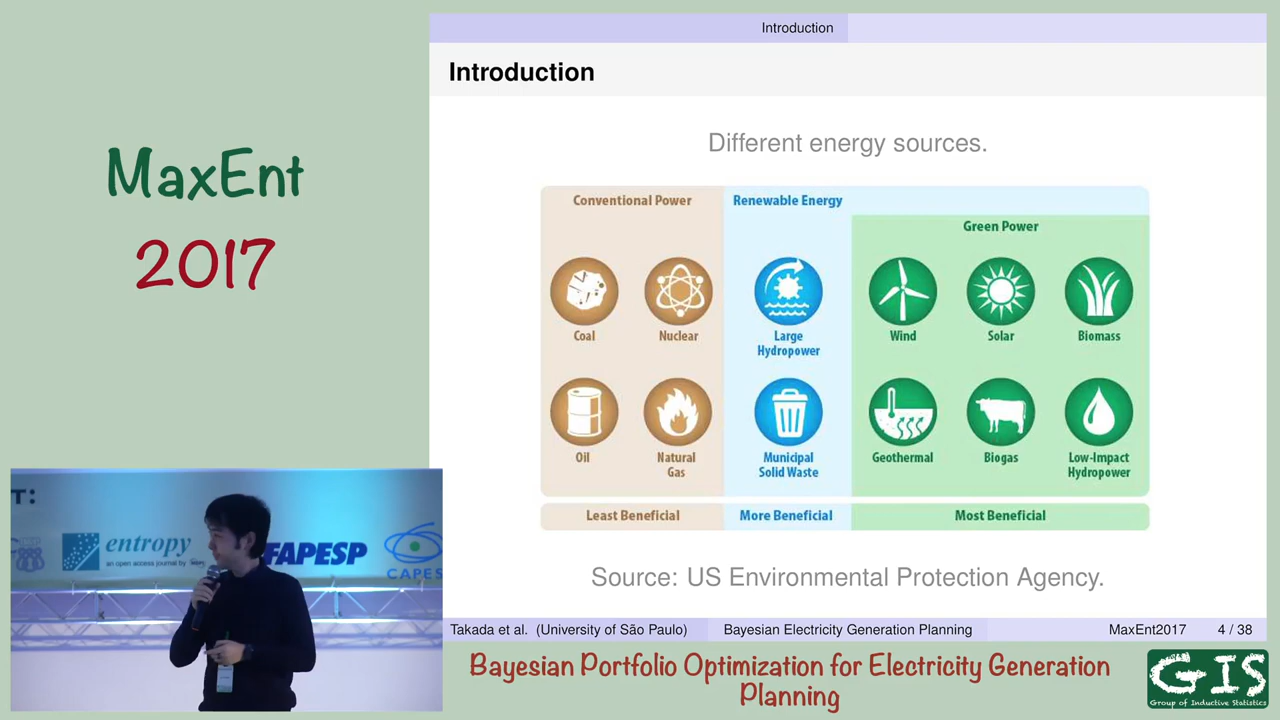 Introduction
Introduction
Different energy sources.
Conventional Power
Renewable Energy
Green Power
Coal
Nuclear
Large
Hydropower
Wind
Solar
Biomass
Oil
Natural
Gas
Municipal
Solid Waste
Geothermal
Biogas
Low-Impact
Hydropower
Least Beneficial
More Beneficial
Most Beneficial
Source: US Environmental Protection Agency.
Takada et al. (University of São Paulo)
Bayesian Electricity Generation Planning
MaxEnt2017
4 / 38
MaxEnt
2017
T:
entropy
an open access journal by
FAPESP
CAPES
Bayesian Portfolio Optimization for Electricity Generation
Planning
GIS
Group of Inductive Statistics